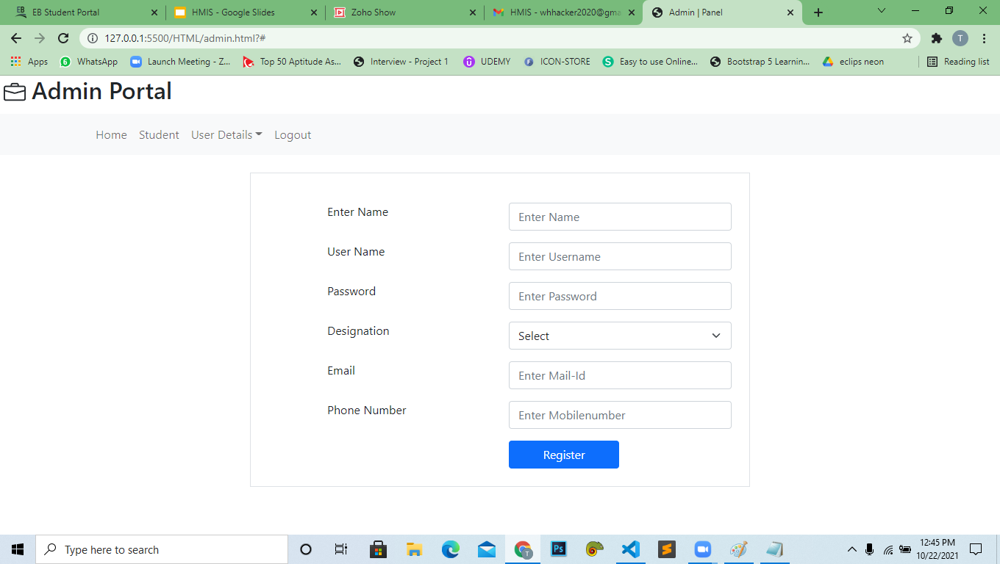 EB Student Portal
HMIS - Google Slides
Zoho Show
HMIS - whhacker2020@gma
Admin | Panel
127.0.0.1:5500/HTML/admin.html?#
T
Apps
6
WhatsApp
Launch Meeting - Z...
Top 50 Aptitude As...
Interview - Project 1
UDEMY
ICON-STORE
Easy to use Online...
Bootstrap 5 Learnin...
eclips neon
Reading list
Admin Portal
Home Student User Details Logout
Enter Name Enter Name
User Name Enter Username
Password Enter Password
Designation Select
Email Enter Mail-Id
Phone Number Enter Mobilenumber
Register
Type here to search
T
Ps
12:45 PM
10/22/2021